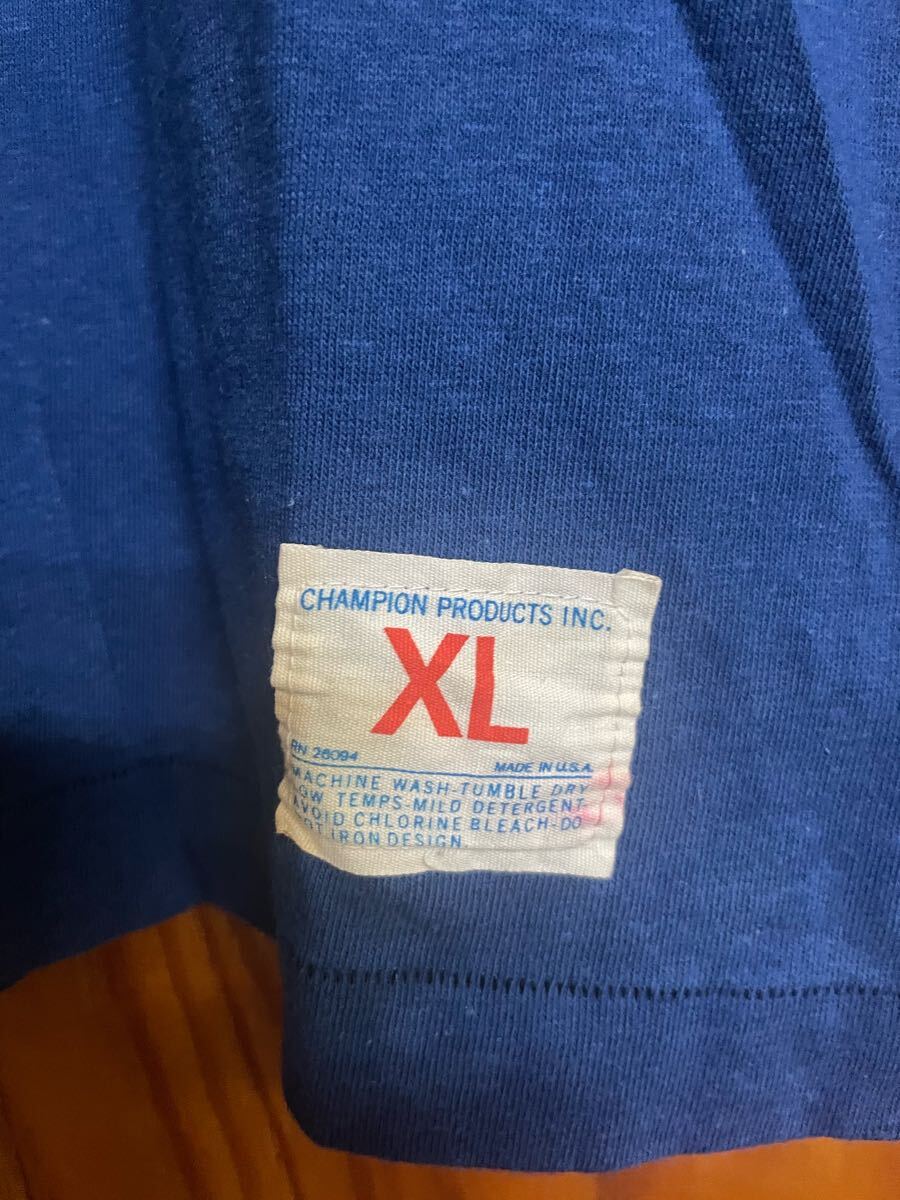 CHAMPION PRODUCTS INC.
XL
RN 26094 MADE IN U.S.A.
MACHINE WASH-TUMBLE DRY
LOW TEMPS-MILD DETERGENT-
AVOID CHLORINE BLEACH-DO
NOT IRON DESIGN.